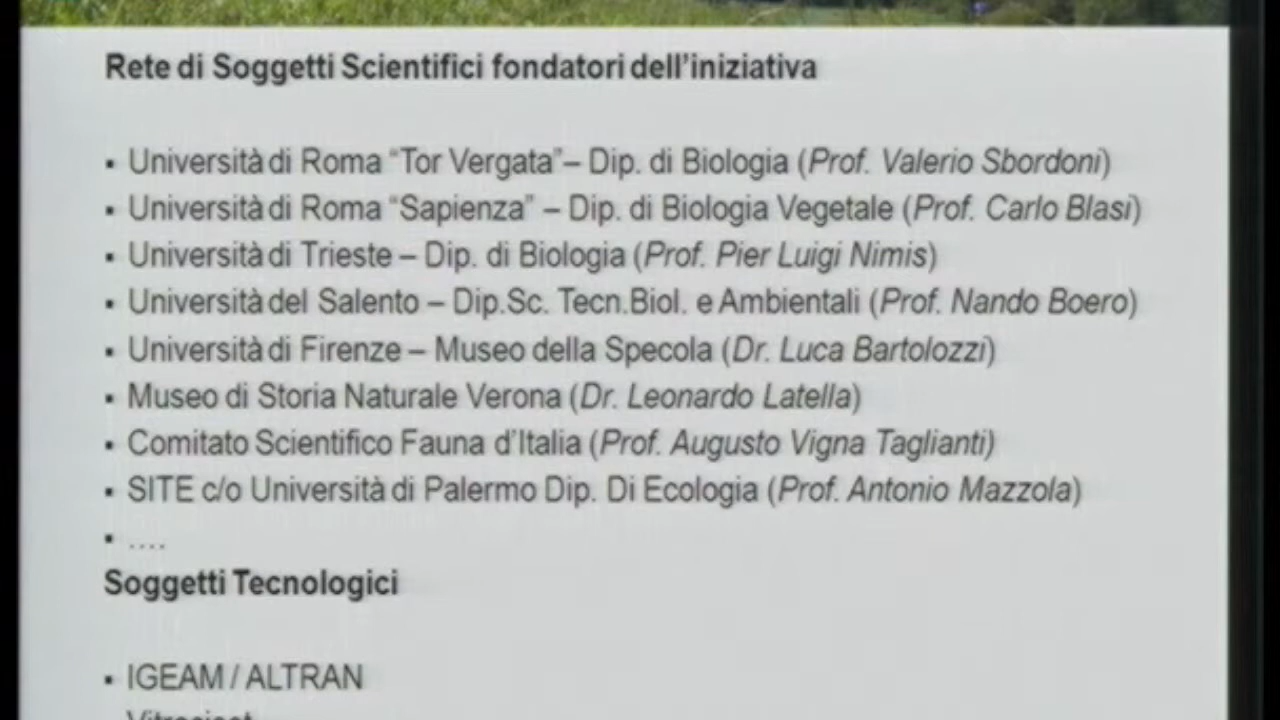 Rete di Soggetti Scientifici fondatori dell'iniziativa
▪ Università di Roma “Tor Vergata”– Dip. di Biologia (Prof. Valerio Sbordoni)
▪ Università di Roma “Sapienza” – Dip. di Biologia Vegetale (Prof. Carlo Blasi)
▪ Università di Trieste – Dip. di Biologia (Prof. Pier Luigi Nimis)
▪ Università del Salento – Dip.Sc. Tecn.Biol. e Ambientali (Prof. Nando Boero)
▪ Università di Firenze – Museo della Specola (Dr. Luca Bartolozzi)
▪ Museo di Storia Naturale Verona (Dr. Leonardo Latella)
▪ Comitato Scientifico Fauna d'Italia (Prof. Augusto Vigna Taglianti)
▪ SITE c/o Università di Palermo Dip. Di Ecologia (Prof. Antonio Mazzola)
▪ ....
Soggetti Tecnologici
▪ IGEAM / ALTRAN